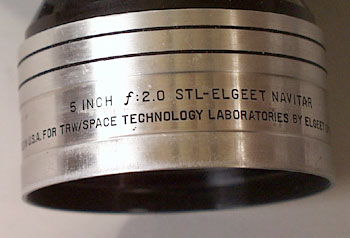 5 INCH f:2.0 STL-ELGEET NAVITAR
U.S.A. FOR TRW/SPACE TECHNOLOGY LABORATORIES BY ELGEET